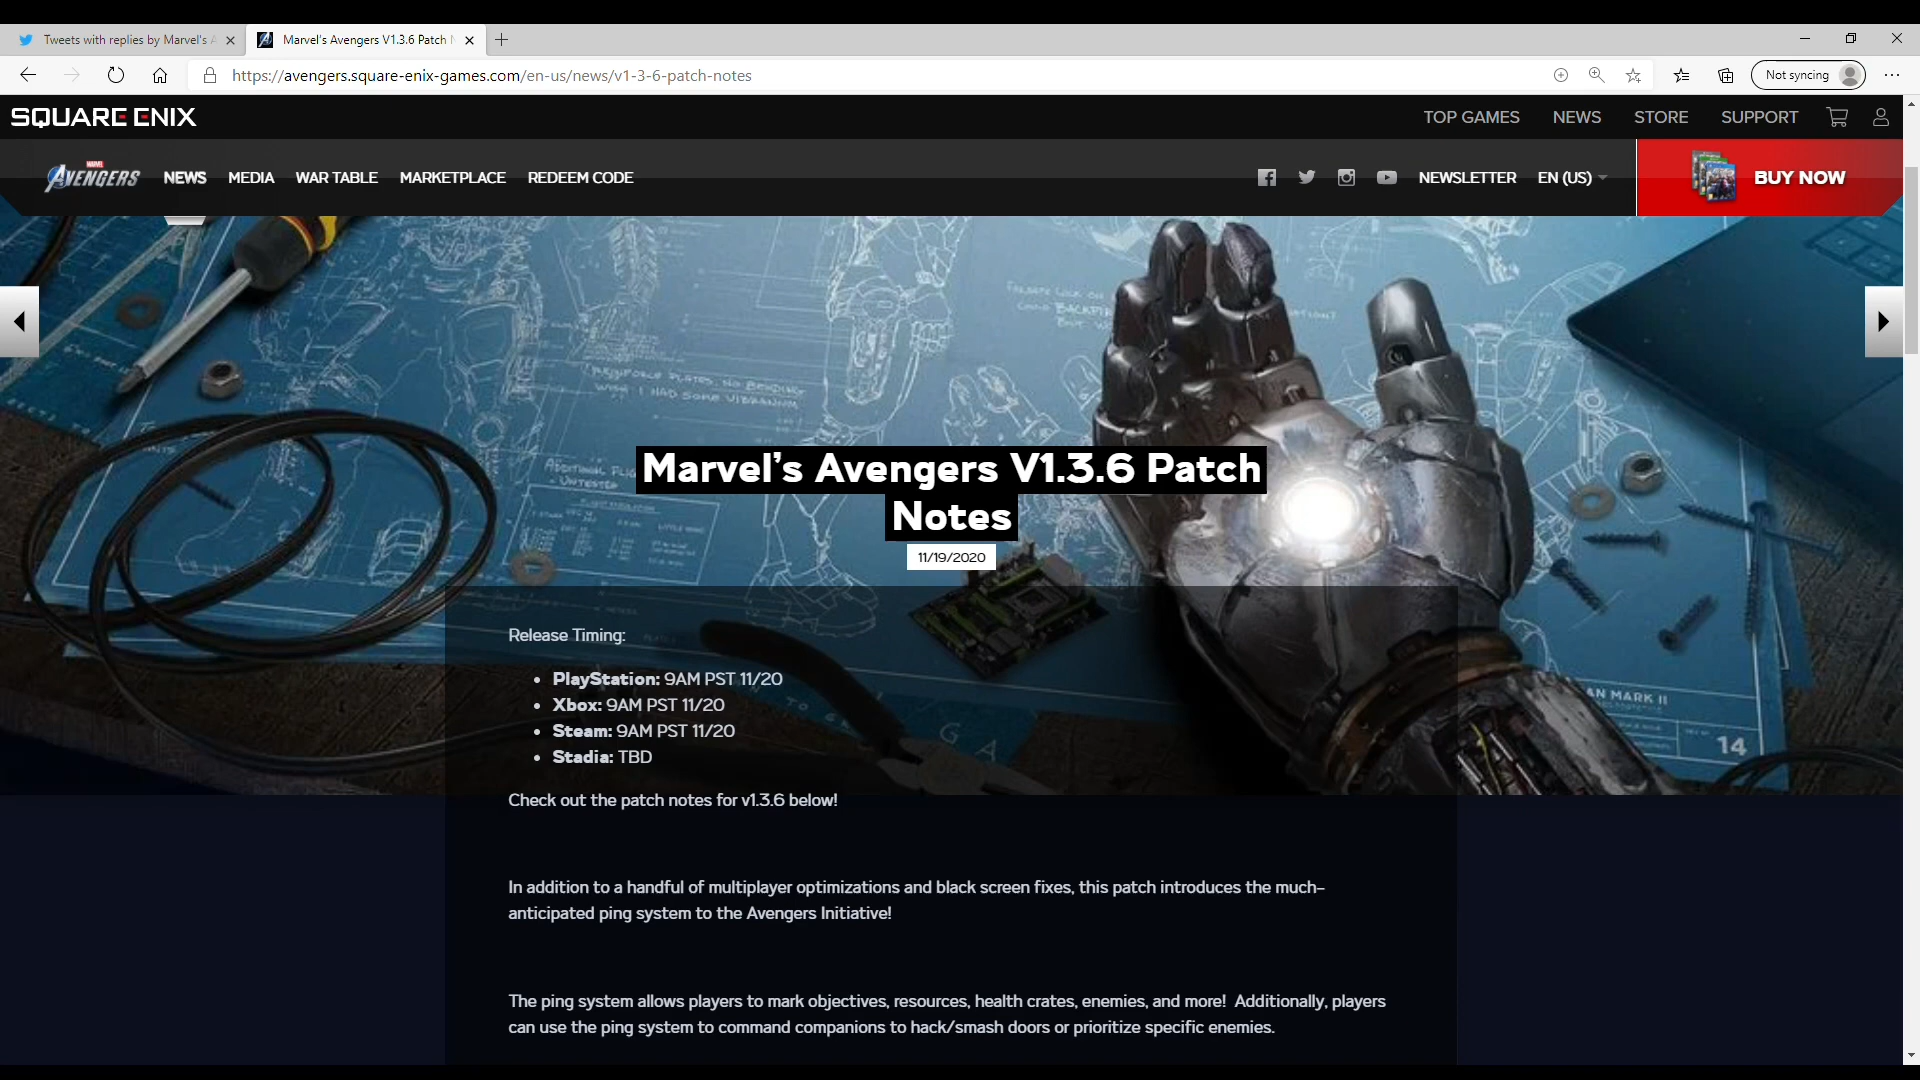 Tweets with replies by Marvel's
Marvel's Avengers V1.3.6 Patch
https://avengers.square-enix-games.com/en-us/news/v1-3-6-patch-notes
Not syncing
SQUARE ENIX
TOP GAMES NEWS STORE SUPPORT
MARVEL
AVENGERS
NEWS MEDIA WAR TABLE MARKETPLACE REDEEM CODE
NEWSLETTER EN (US)
BUY NOW
Marvel's Avengers V1.3.6 Patch
Notes
11/19/2020
14
Release Timing:
• PlayStation: 9AM PST 11/20
• Xbox: 9AM PST 11/20
• Steam: 9AM PST 11/20
• Stadia: TBD
Check out the patch notes for v1.3.6 below!
In addition to a handful of multiplayer optimizations and black screen fixes, this patch introduces the much-
anticipated ping system to the Avengers Initiative!
The ping system allows players to mark objectives, resources, health crates, enemies, and more! Additionally, players
can use the ping system to command companions to hack/smash doors or prioritize specific enemies.